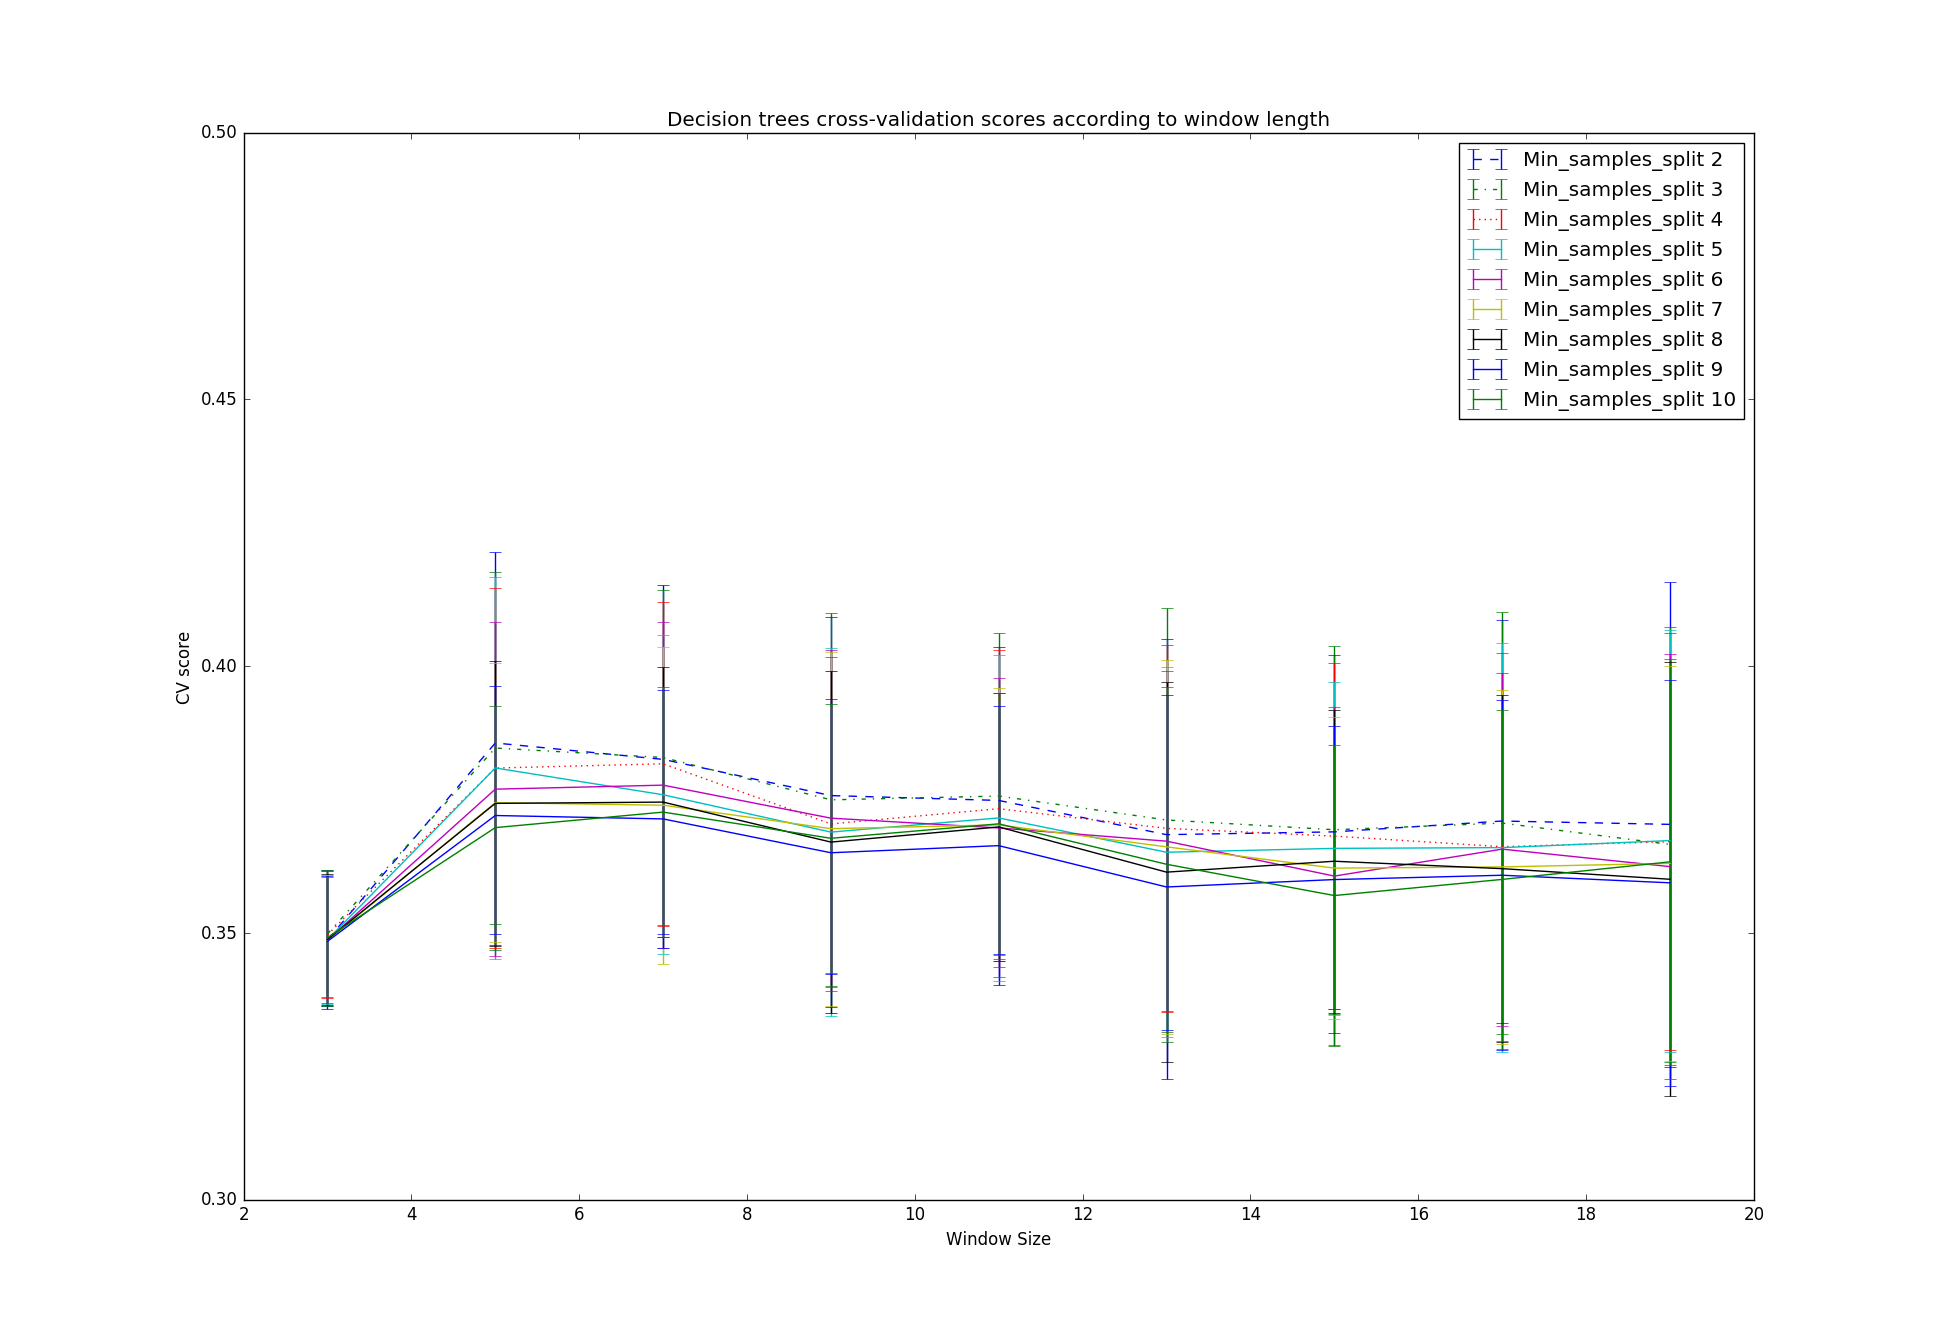 Decision trees cross-validation scores according to window length
0.50
0.45
0.40
0.35
0.30
CV score
Min_samples_split 2
Min_samples_split 3
Min_samples_split 4
Min_samples_split 5
Min_samples_split 6
Min_samples_split 7
Min_samples_split 8
Min_samples_split 9
Min_samples_split 10
2 4 6 8 10 12 14 16 18 20
Window Size